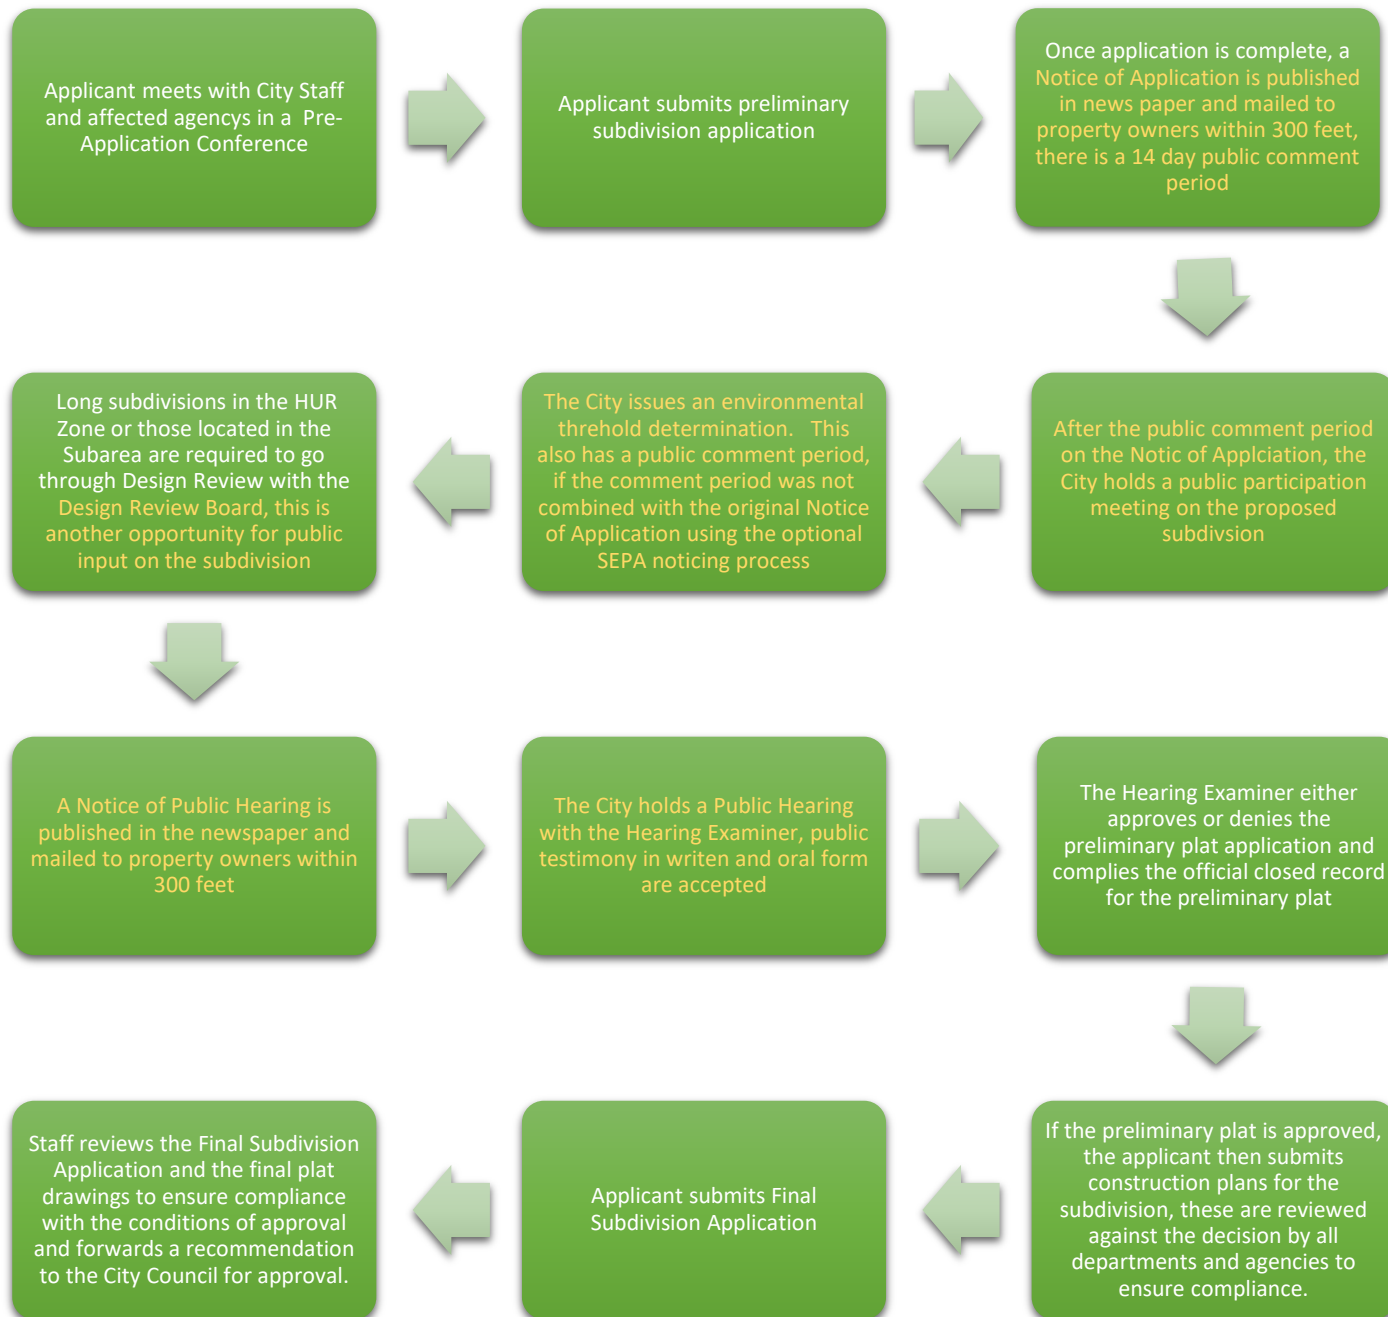 Applicant meets with City Staff
and affected agencys in a  Pre-
Application Conference
Applicant submits preliminary
subdivision application
Once application is complete, a
Notice of Application is published
in news paper and mailed to
property owners within 300 feet,
there is a 14 day public comment
period
After the public comment period
on the Notic of Applciation, the
City holds a public participation
meeting on the proposed
subdivsion
The City issues an environmental
threhold determination.   This
also has a public comment period,
if the comment period was not
combined with the original Notice
of Application using the optional
SEPA noticing process
Long subdivisions in the HUR
Zone or those located in the
Subarea are required to go
through Design Review with the
Design Review Board, this is
another opportunity for public
input on the subdivision
A Notice of Public Hearing is
published in the newspaper and
mailed to property owners within
300 feet
The City holds a Public Hearing
with the Hearing Examiner, public
testimony in writen and oral form
are accepted
The Hearing Examiner either
approves or denies the
preliminary plat application and
complies the official closed record
for the preliminary plat
If the preliminary plat is approved,
the applicant then submits
construction plans for the
subdivision, these are reviewed
against the decision by all
departments and agencies to
ensure compliance.
Applicant submits Final
Subdivision Application
Staff reviews the Final Subdivision
Application and the final plat
drawings to ensure compliance
with the conditions of approval
and forwards a recommendation
to the City Council for approval.